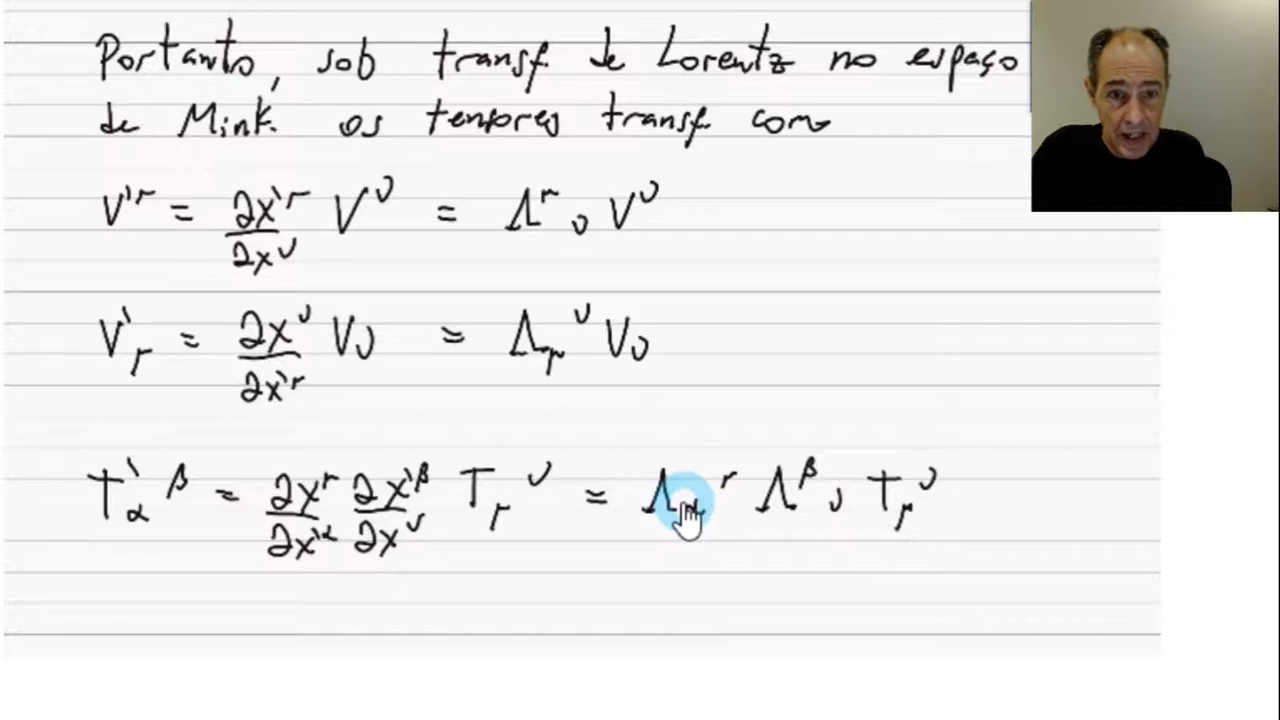 Portanto, sob transf. de Lorentz no espaço
de Mink. os tensores transf. como
V'^μ = ∂x'^μ/∂x^ν V^ν = Λ^μ_ν V^ν
V'_μ = ∂x^ν/∂x'^μ V_ν = Λ_μ^ν V_ν
T'_α^β = ∂x^μ/∂x'^α ∂x'^β/∂x^ν T_μ^ν = Λ_α^μ Λ^β_ν T_μ^ν